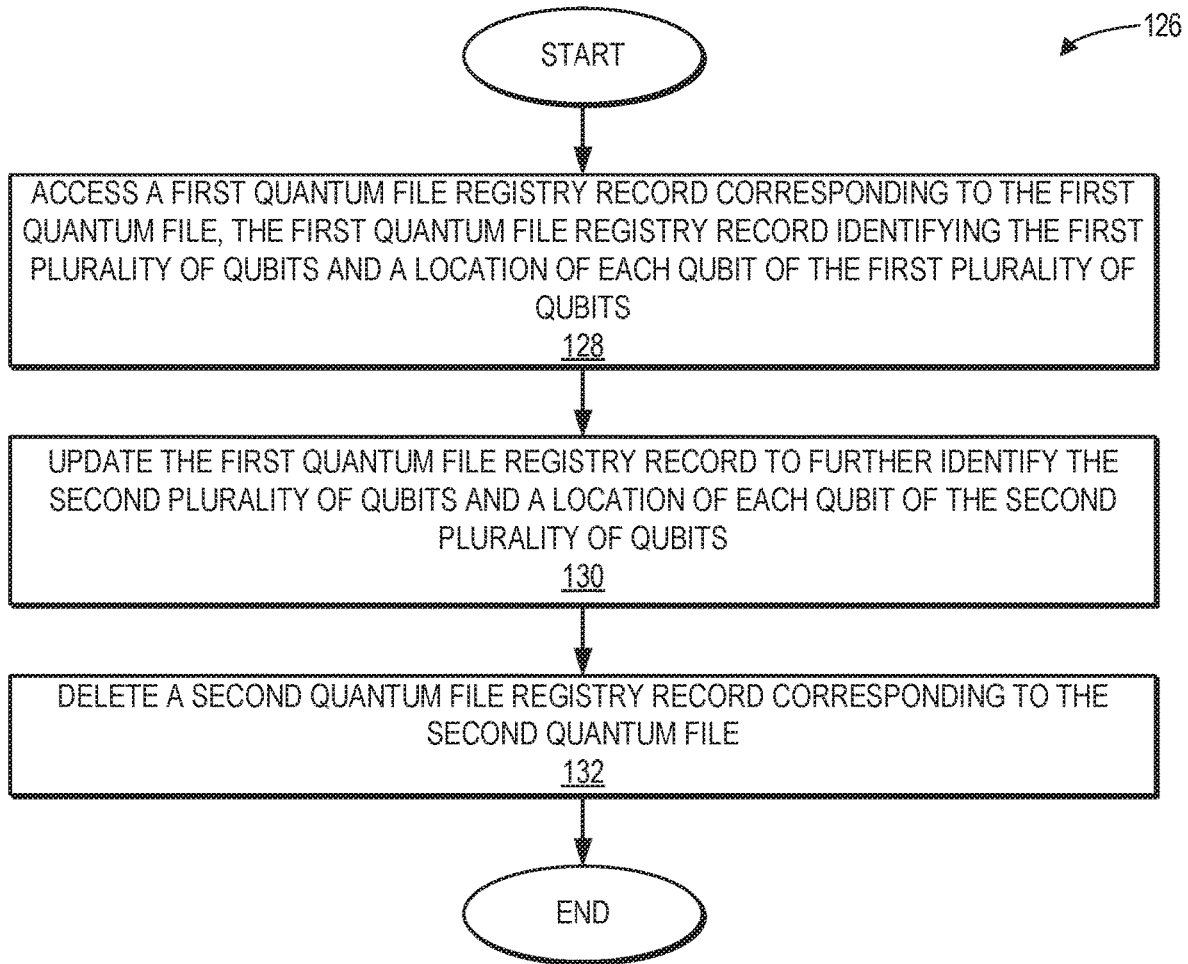 126
START
ACCESS A FIRST QUANTUM FILE REGISTRY RECORD CORRESPONDING TO THE FIRST
QUANTUM FILE, THE FIRST QUANTUM FILE REGISTRY RECORD IDENTIFYING THE FIRST
PLURALITY OF QUBITS AND A LOCATION OF EACH QUBIT OF THE FIRST PLURALITY OF
QUBITS
128
UPDATE THE FIRST QUANTUM FILE REGISTRY RECORD TO FURTHER IDENTIFY THE
SECOND PLURALITY OF QUBITS AND A LOCATION OF EACH QUBIT OF THE SECOND
PLURALITY OF QUBITS
130
DELETE A SECOND QUANTUM FILE REGISTRY RECORD CORRESPONDING TO THE
SECOND QUANTUM FILE
132
END